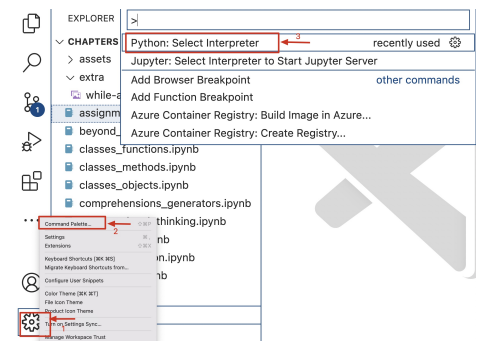 EXPLORER
>
CHAPTERS
Python: Select Interpreter
3
recently used
assets
Jupyter: Select Interpreter to Start Jupyter Server
extra
Add Browser Breakpoint
other commands
while-a
Add Function Breakpoint
1
assignm
Azure Container Registry: Build Image in Azure...
beyond_
Azure Container Registry: Create Registry...
classes_functions.ipynb
classes_methods.ipynb
classes_objects.ipynb
comprehensions_generators.ipynb
thinking.ipynb
Command Palette...
⇧⌘P
2
Settings
⌘ ,
nb
Extensions
⇧⌘X
Keyboard Shortcuts [⌘K ⌘S]
on.ipynb
Migrate Keyboard Shortcuts from...
Configure User Snippets
nb
Color Theme [⌘K ⌘T]
File Icon Theme
Product Icon Theme
Turn on Settings Sync...
1
Manage Workspace Trust